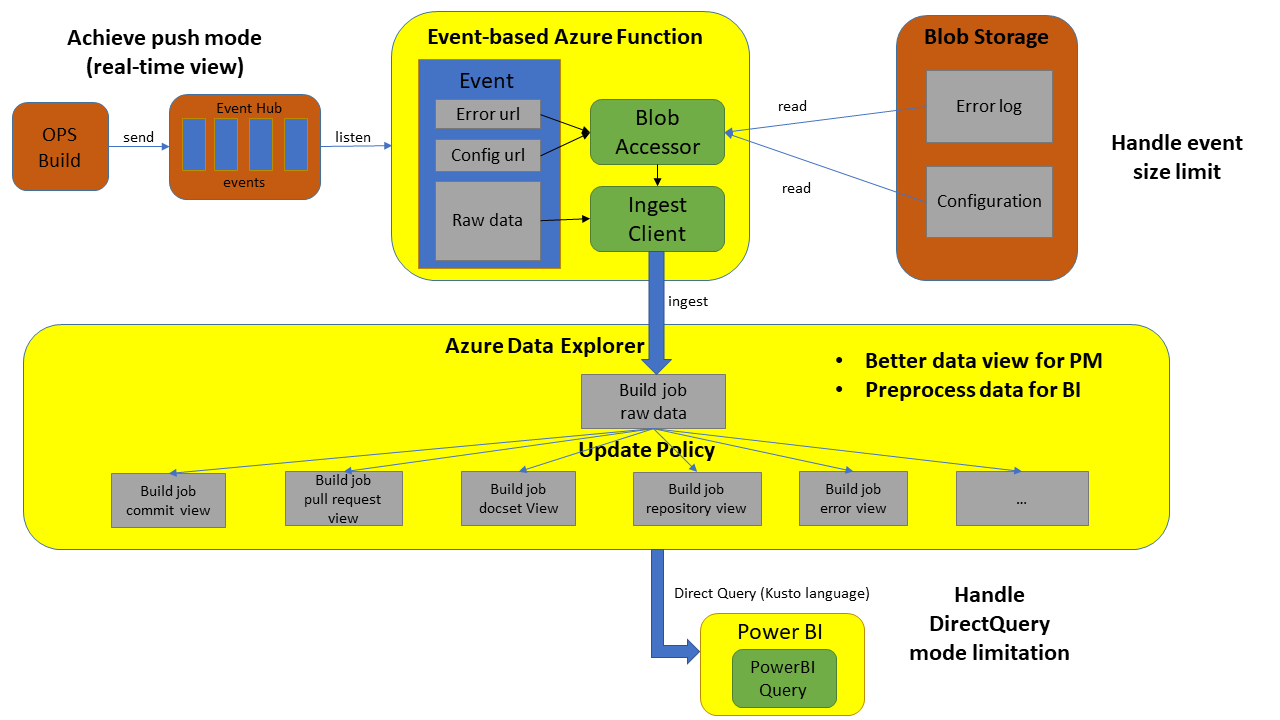 Achieve push mode
(real-time view)
OPS
Build
send
Event Hub
events
listen
Event-based Azure Function
Event
Error url
Config url
Raw data
Blob
Accessor
Ingest
Client
read
read
Blob Storage
Error log
Configuration
Handle event
size limit
ingest
Azure Data Explorer
• Better data view for PM
• Preprocess data for BI
Build job
raw data
Update Policy
Build job
commit view
Build job
pull request
view
Build job
docset View
Build job
repository view
Build job
error view
...
Direct Query (Kusto language)
Power BI
PowerBI
Query
Handle
DirectQuery
mode limitation